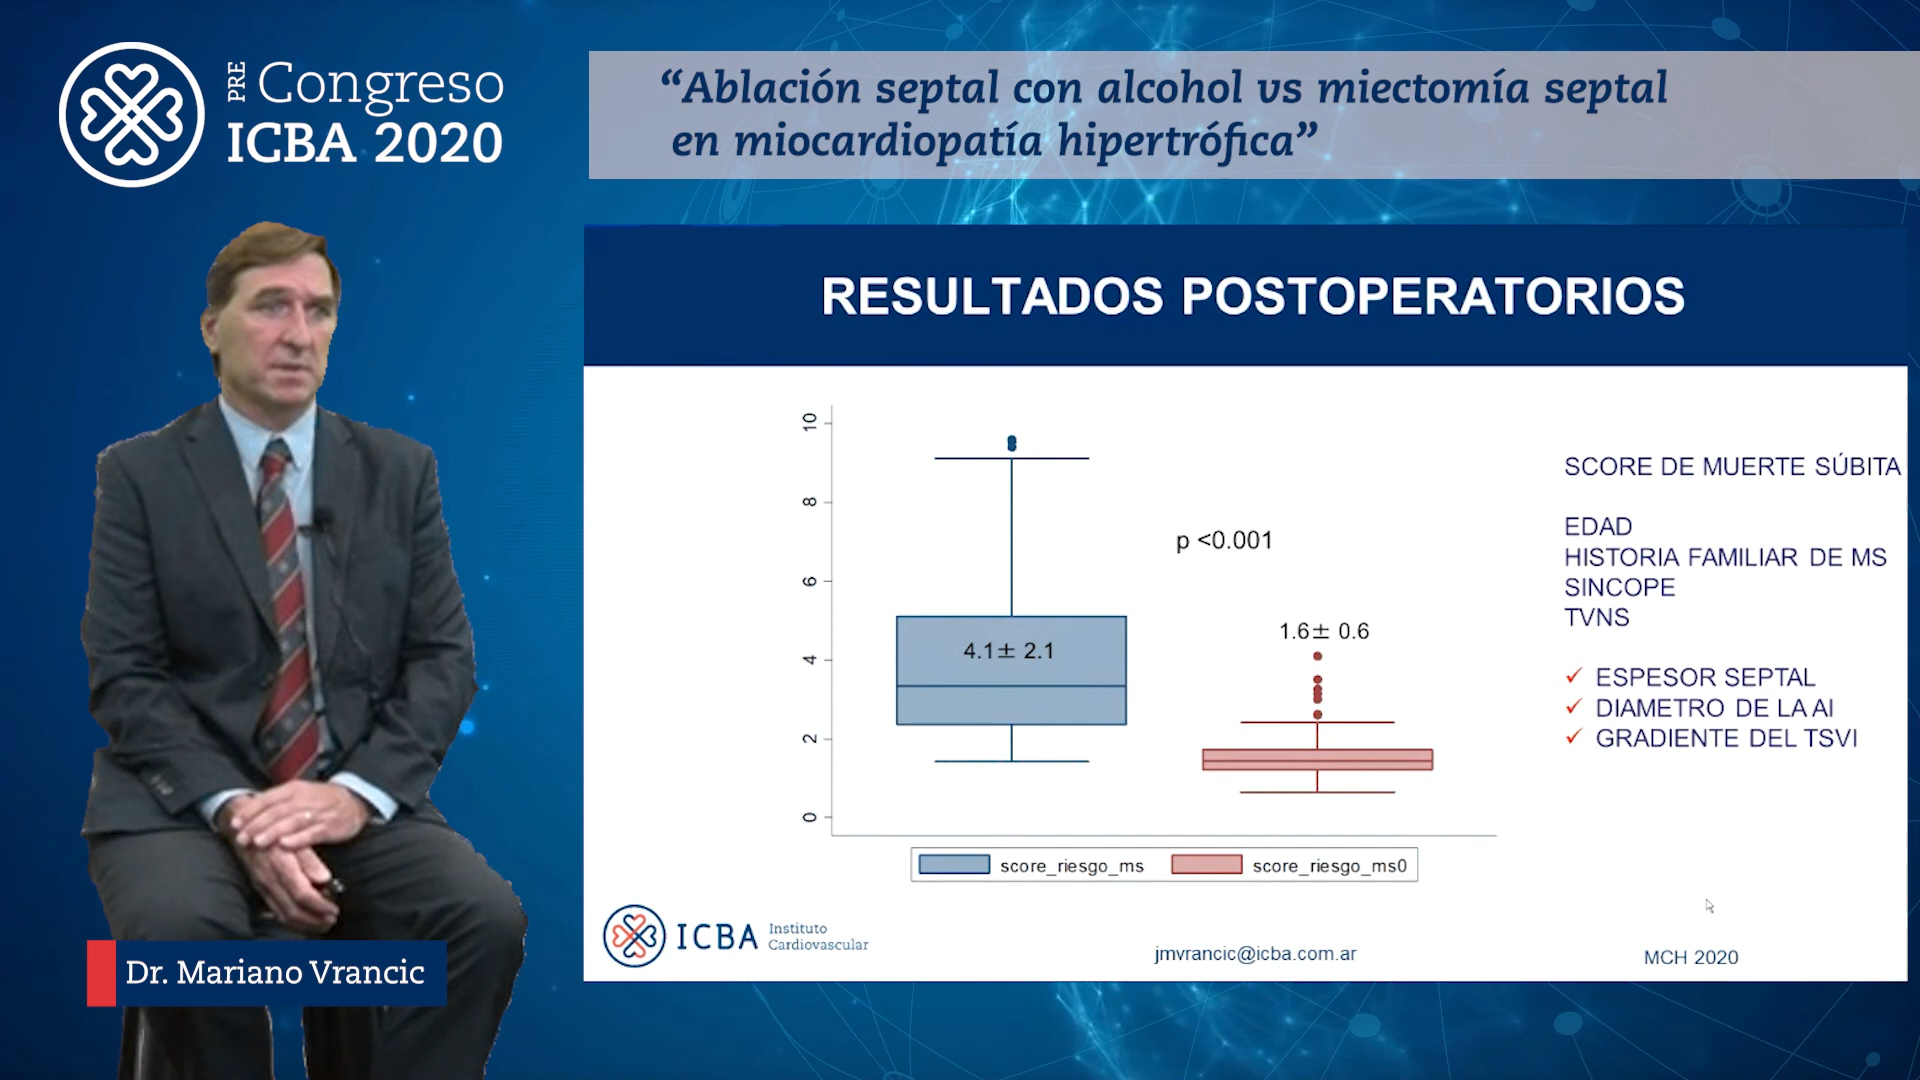 PRE Congreso
ICBA 2020
“Ablación septal con alcohol vs miectomía septal
en miocardiopatía hipertrófica”
RESULTADOS POSTOPERATORIOS
10
8
6
4
2
0
4.1± 2.1
p <0.001
1.6± 0.6
score_riesgo_ms
score_riesgo_ms0
SCORE DE MUERTE SÚBITA
EDAD
HISTORIA FAMILIAR DE MS
SINCOPE
TVNS
✓ ESPESOR SEPTAL
✓ DIAMETRO DE LA AI
✓ GRADIENTE DEL TSVI
ICBA
Instituto
Cardiovascular
jmvrancic@icba.com.ar
MCH 2020
Dr. Mariano Vrancic